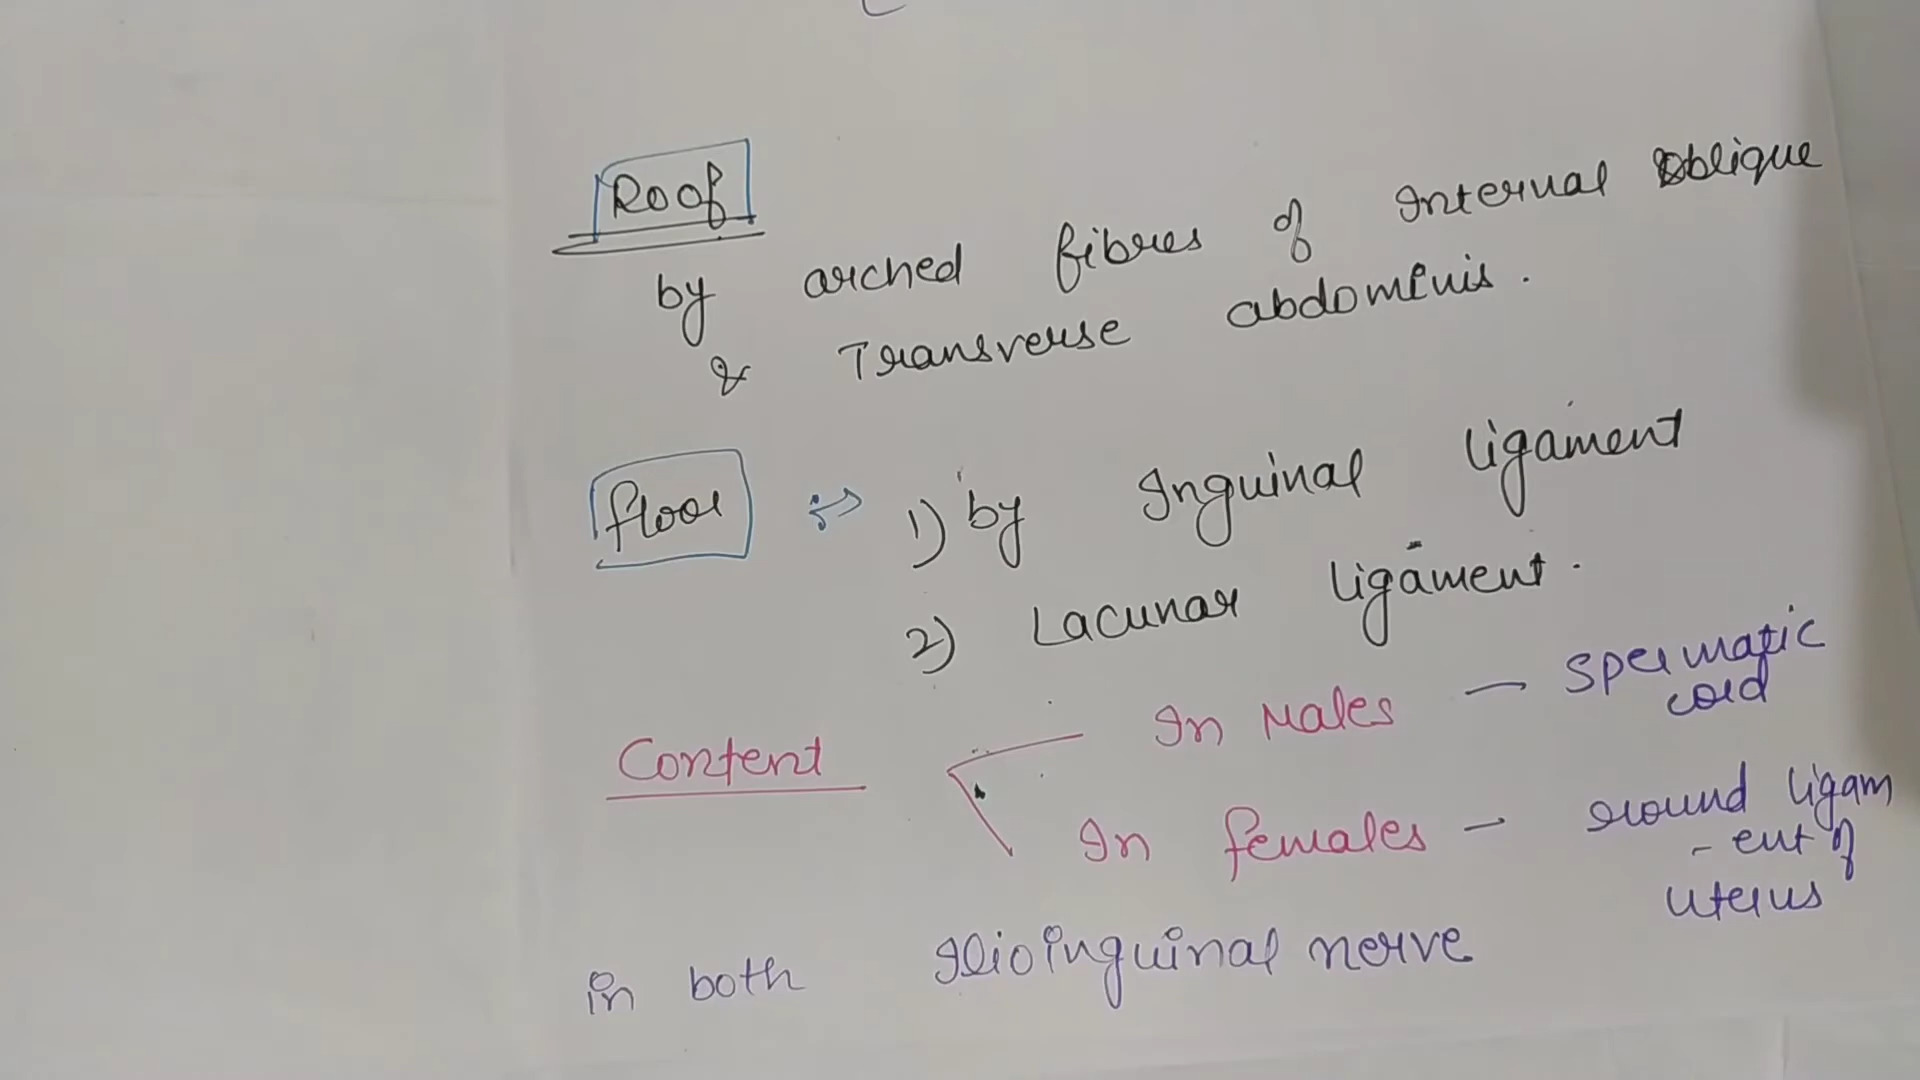 Roof
by arched fibres of Internal Oblique
& Transverse abdominis.
floor ⇒ 1) by Inguinal ligament
2) Lacunar ligament.
Content In Males — Spermatic
cord
In females - round ligam
- ent of
uterus
in both Ilioinguinal nerve